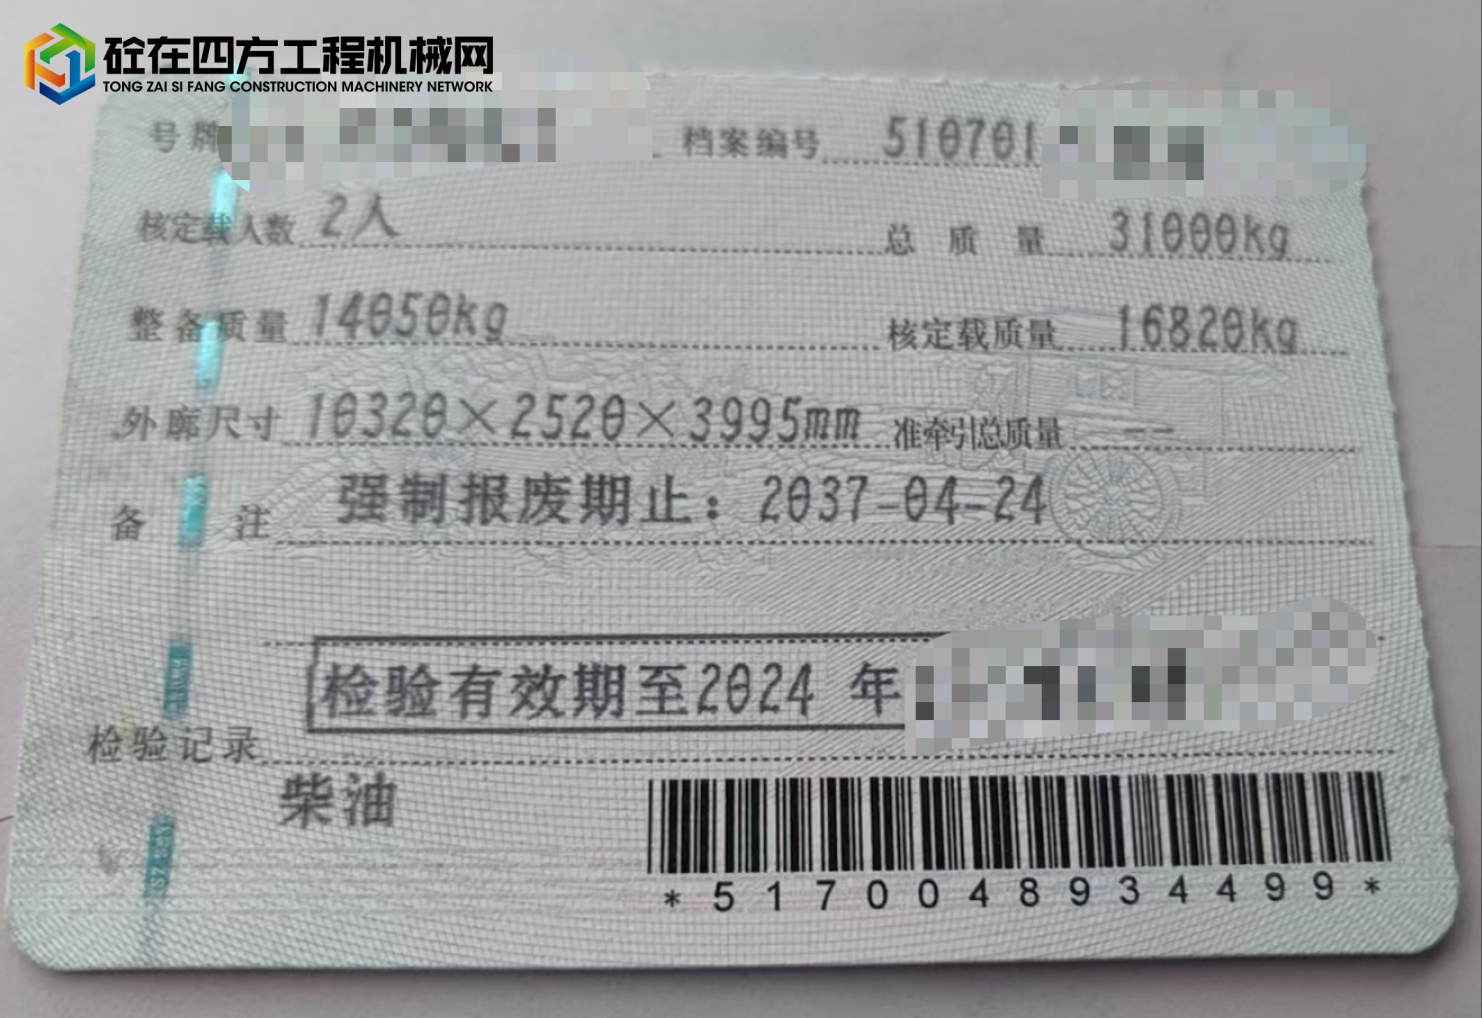 砼在四方工程机械网
TONG ZAI SI FANG CONSTRUCTION MACHINERY NETWORK
号牌 档案编号 510701
核定载人数 2人 总质量 31000kg
整备质量 14050kg 核定载质量 16820kg
外廓尺寸 10320×2520×3995mm 准牵引总质量 --
备注 强制报废期止：2037-04-24
检验有效期至2024 年
检验记录
柴油
*5170048934499*